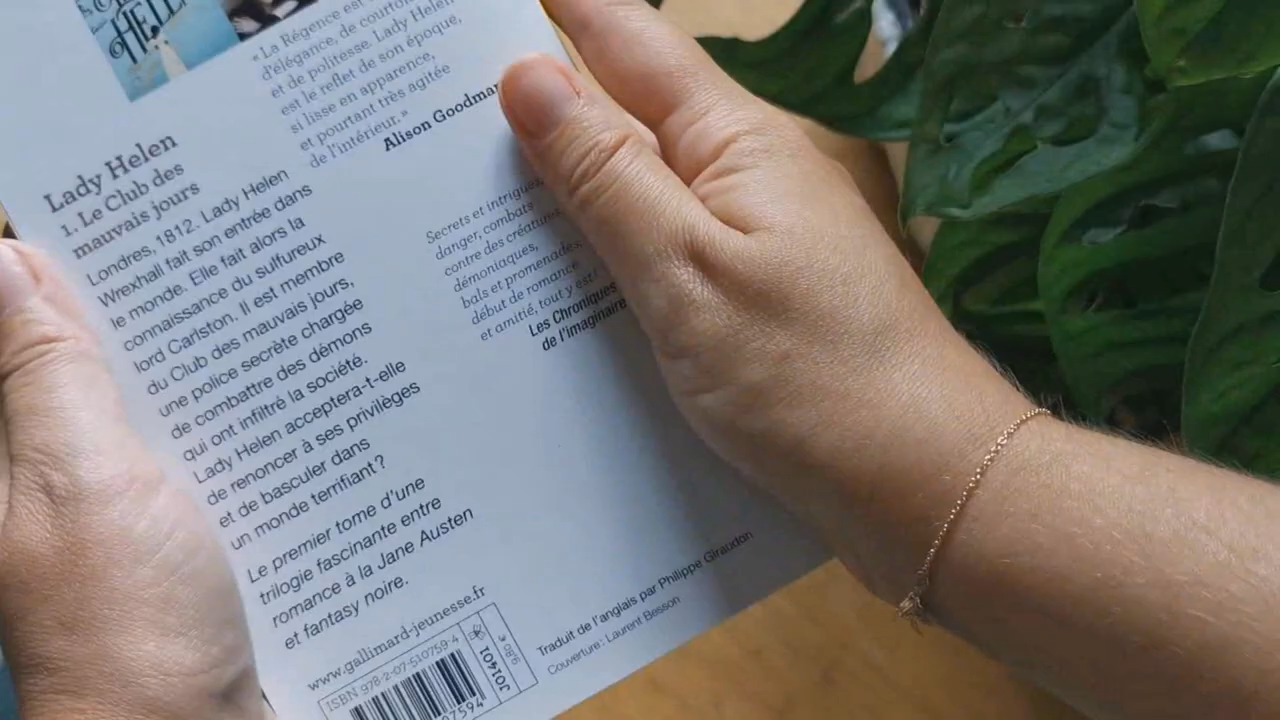 HELEN
« La Régence est
d'élégance, de courtoi
et de politesse. Lady Helen
est le reflet de son époque,
si lisse en apparence,
et pourtant très agitée
de l'intérieur. »
Alison Goodman
Lady Helen
1. Le Club des
mauvais jours
Londres, 1812. Lady Helen
Wrexhall fait son entrée dans
le monde. Elle fait alors la
connaissance du sulfureux
lord Carlston. Il est membre
du Club des mauvais jours,
une police secrète chargée
de combattre des démons
qui ont infiltré la société.
Lady Helen acceptera-t-elle
de renoncer à ses privilèges
et de basculer dans
un monde terrifiant ?
Le premier tome d'une
trilogie fascinante entre
romance à la Jane Austen
et fantasy noire.
Secrets et intrigues,
danger, combats
contre des créatures
démoniaques,
bals et promenades,
début de romance
et amitié, tout y est !
Les Chroniques
de l'imaginaire
www.gallimard-jeunesse.fr
ISBN 978-2-07-510759-4
J01401
9,80 €
07594
Traduit de l'anglais par Philippe Giraudon
Couverture : Laurent Besson